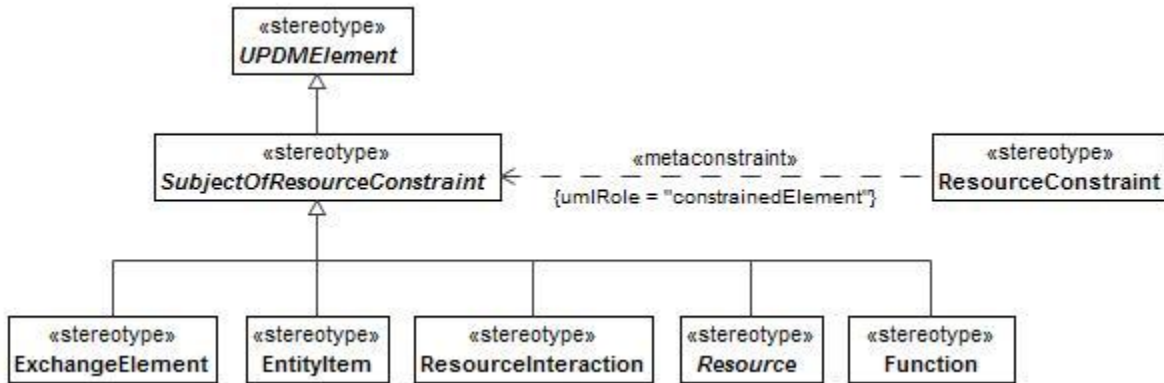 «stereotype»
UPDMElement
«stereotype»
SubjectOfResourceConstraint
«metaconstraint»
{umlRole = "constrainedElement"}
«stereotype»
ResourceConstraint
«stereotype»
ExchangeElement
«stereotype»
EntityItem
«stereotype»
ResourceInteraction
«stereotype»
Resource
«stereotype»
Function